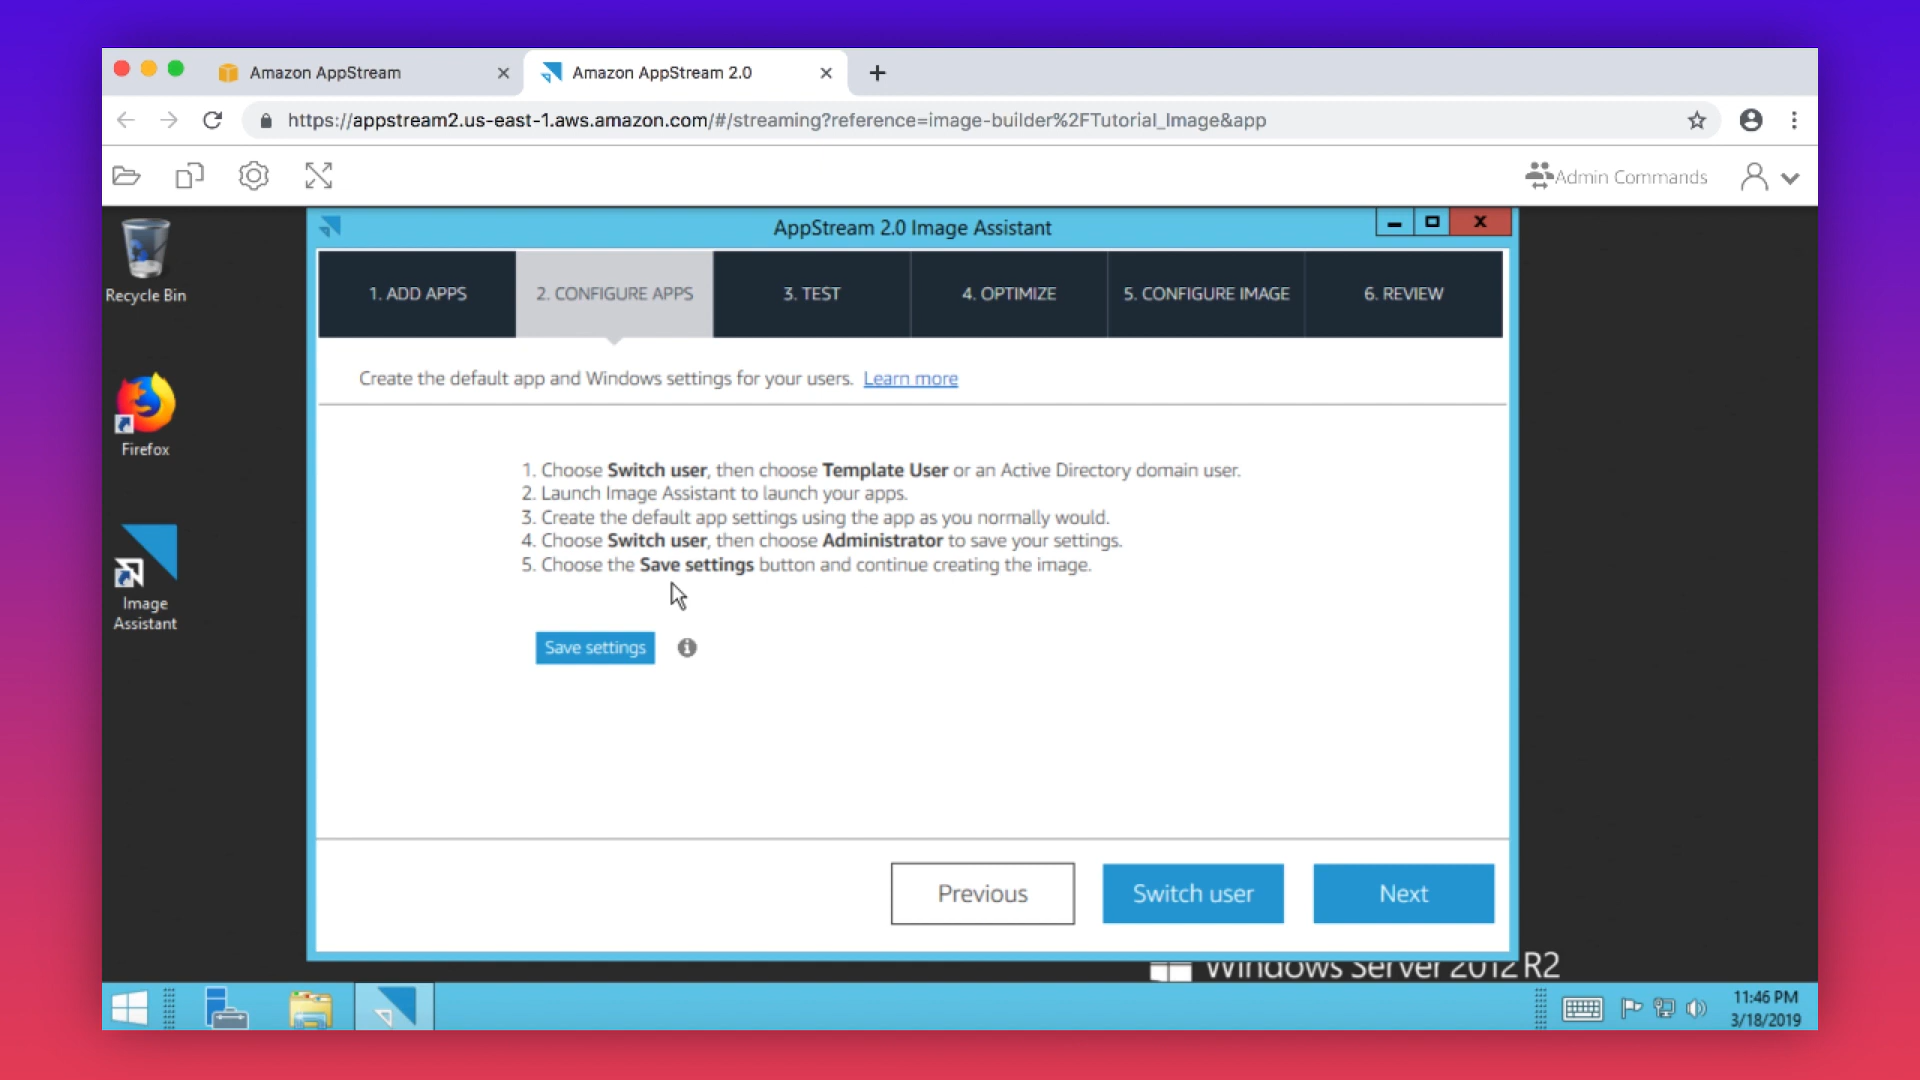 Amazon AppStream
Amazon AppStream 2.0
https://appstream2.us-east-1.aws.amazon.com/#/streaming?reference=image-builder%2FTutorial_Image&app
Admin Commands
Recycle Bin
Firefox
Image
Assistant
AppStream 2.0 Image Assistant
1. ADD APPS
2. CONFIGURE APPS
3. TEST
4. OPTIMIZE
5. CONFIGURE IMAGE
6. REVIEW
Create the default app and Windows settings for your users. Learn more
1. Choose Switch user, then choose Template User or an Active Directory domain user.
2. Launch Image Assistant to launch your apps.
3. Create the default app settings using the app as you normally would.
4. Choose Switch user, then choose Administrator to save your settings.
5. Choose the Save settings button and continue creating the image.
Save settings
Previous
Switch user
Next
Windows Server 2012 R2
11:46 PM
3/18/2019